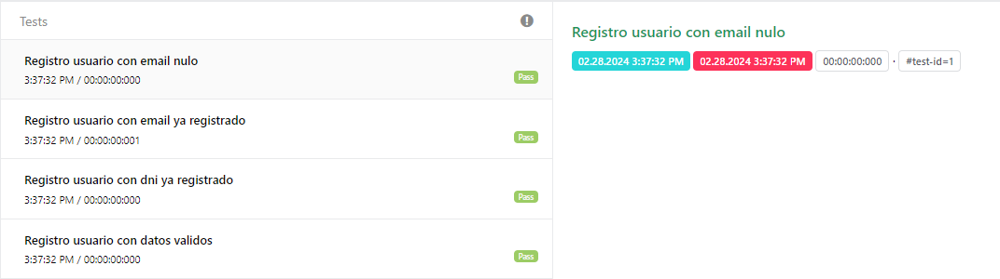 Tests
Registro usuario con email nulo
3:37:32 PM / 00:00:00:000
Pass
Registro usuario con email ya registrado
3:37:32 PM / 00:00:00:001
Pass
Registro usuario con dni ya registrado
3:37:32 PM / 00:00:00:000
Pass
Registro usuario con datos validos
3:37:32 PM / 00:00:00:000
Pass
Registro usuario con email nulo
02.28.2024 3:37:32 PM 02.28.2024 3:37:32 PM 00:00:00:000 · #test-id=1